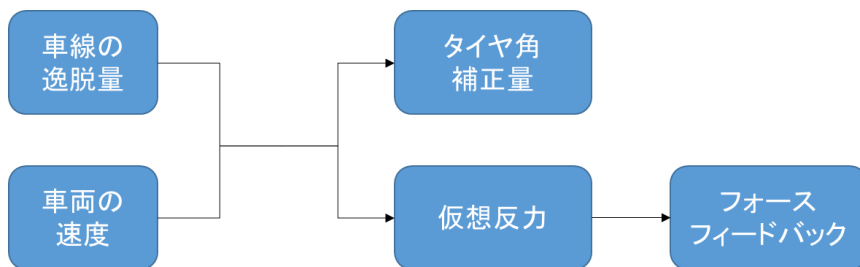 車線の
逸脱量
タイヤ角
補正量
車両の
速度
仮想反力
フォース
フィードバック